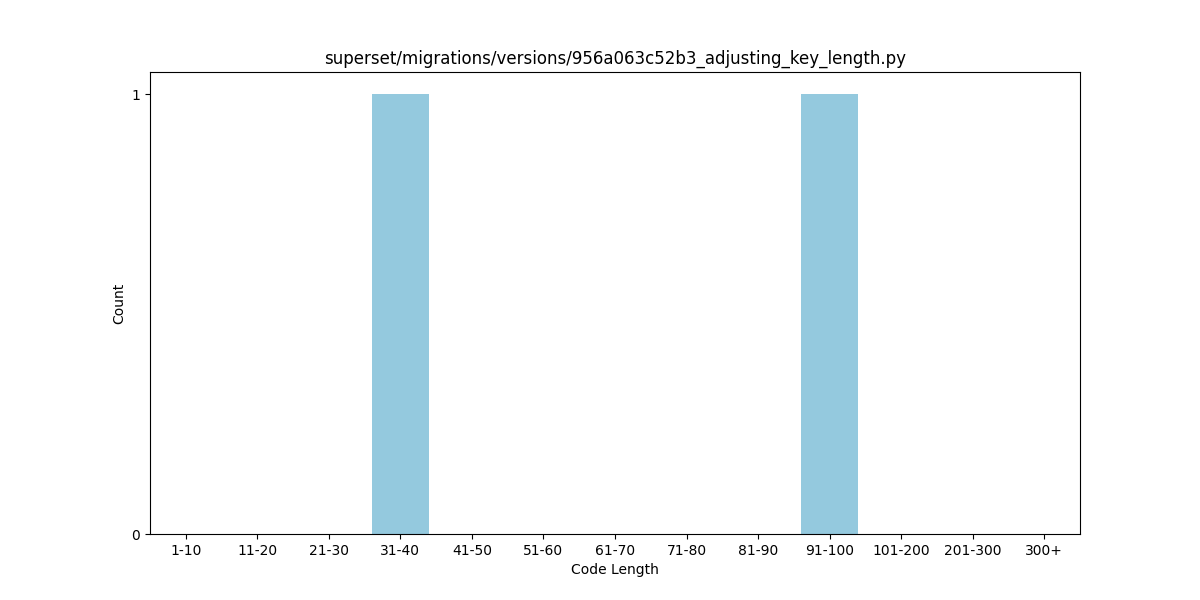 superset/migrations/versions/956a063c52b3_adjusting_key_length.py
1
Count
0
1-10 11-20 21-30 31-40 41-50 51-60 61-70 71-80 81-90 91-100 101-200 201-300 300+
Code Length